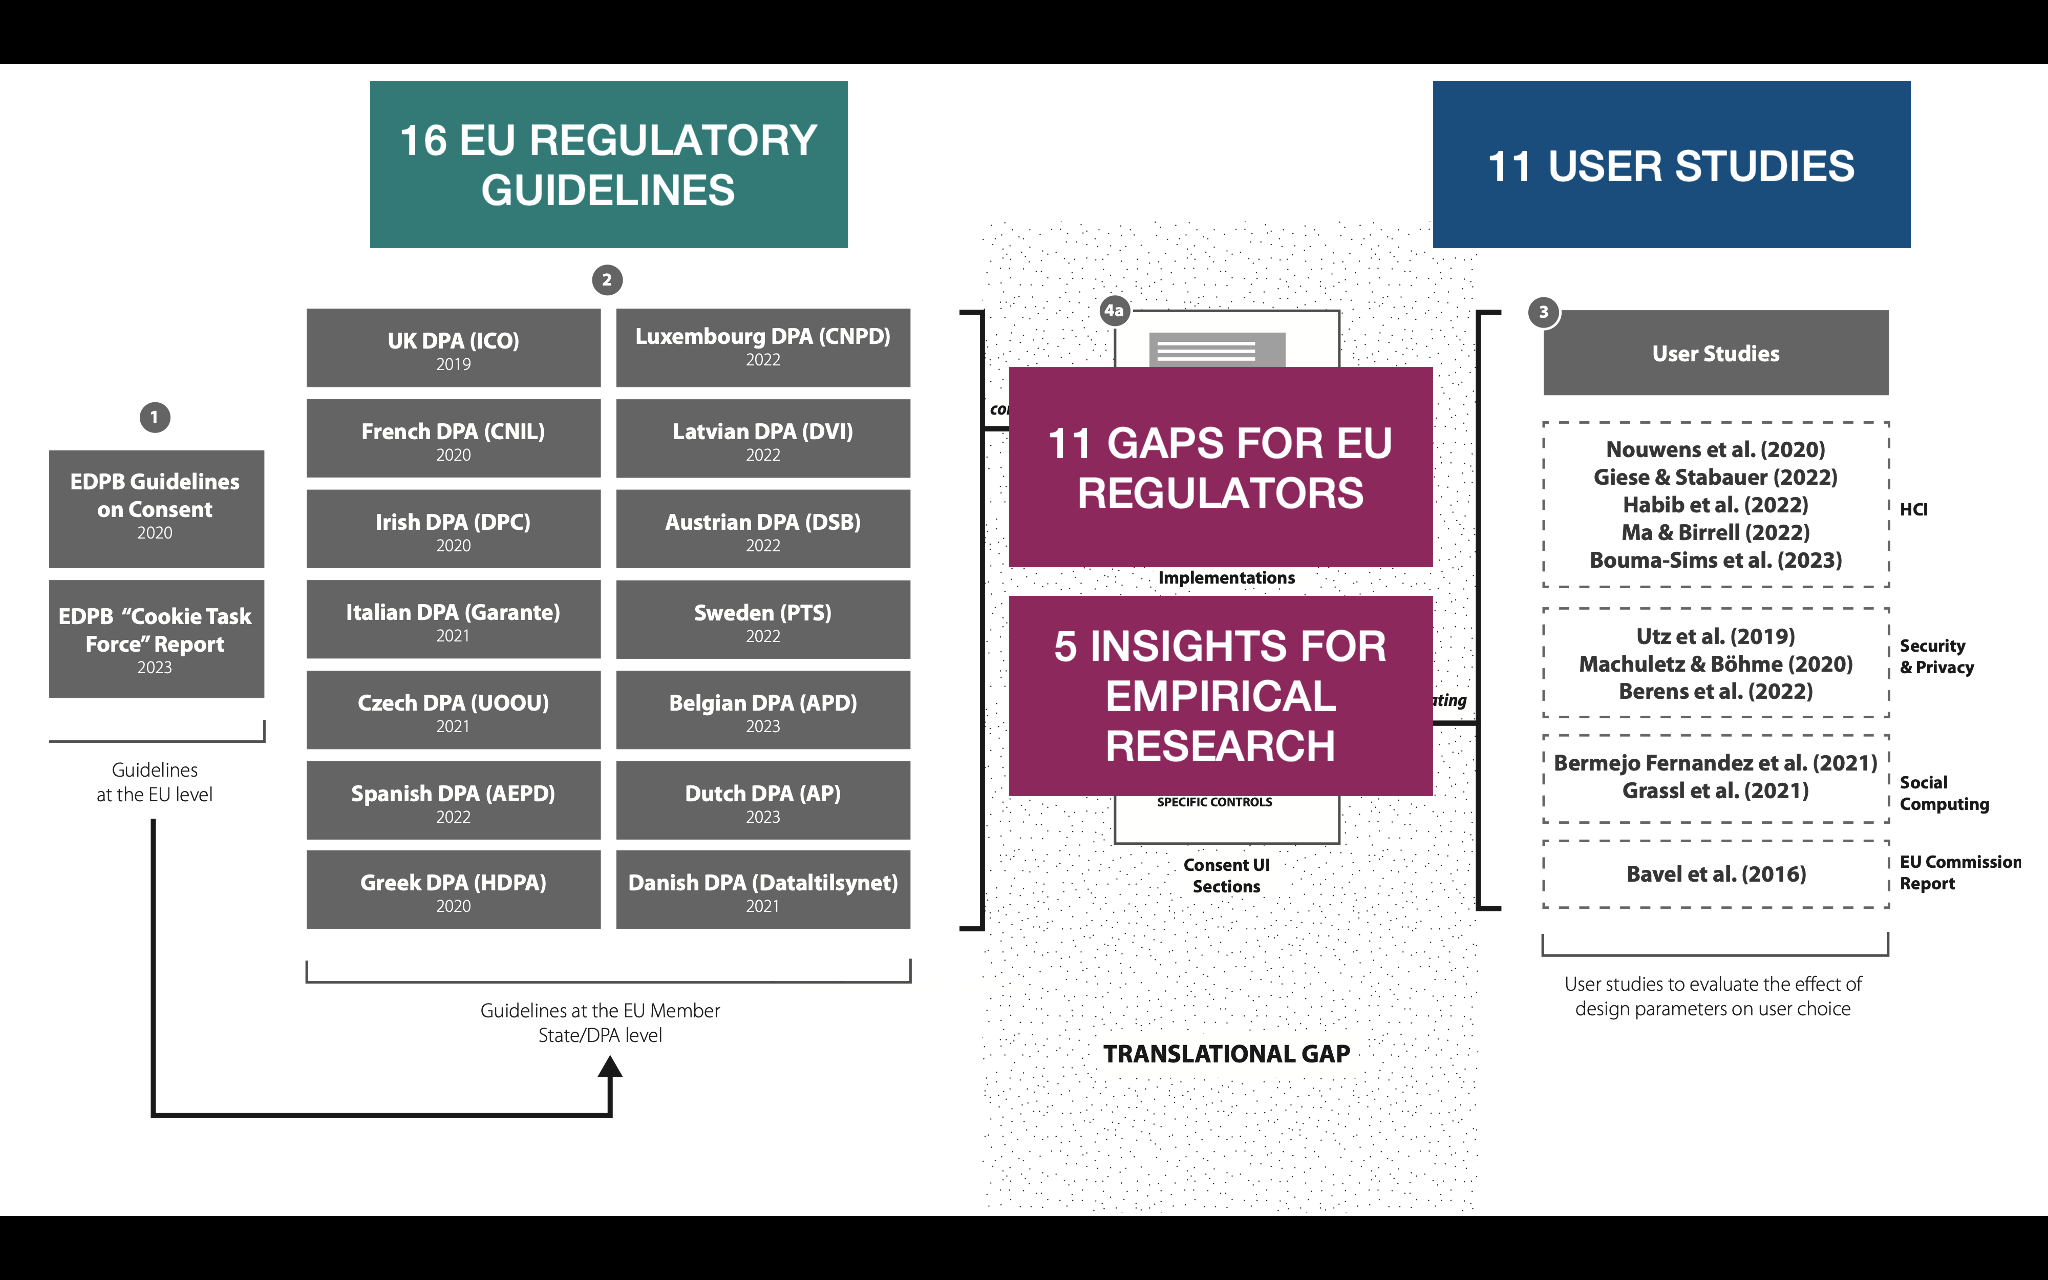 16 EU REGULATORY
GUIDELINES
11 USER STUDIES
1
EDPB Guidelines
on Consent
2020
EDPB “Cookie Task
Force” Report
2023
Guidelines
at the EU level
2
UK DPA (ICO)
2019
Luxembourg DPA (CNPD)
2022
French DPA (CNIL)
2020
Latvian DPA (DVI)
2022
Irish DPA (DPC)
2020
Austrian DPA (DSB)
2022
Italian DPA (Garante)
2021
Sweden (PTS)
2022
Czech DPA (UOOU)
2021
Belgian DPA (APD)
2023
Spanish DPA (AEPD)
2022
Dutch DPA (AP)
2023
Greek DPA (HDPA)
2020
Danish DPA (Dataltilsynet)
2021
Guidelines at the EU Member
State/DPA level
4a
11 GAPS FOR EU
REGULATORS
Implementations
5 INSIGHTS FOR
EMPIRICAL
RESEARCH
SPECIFIC CONTROLS
Consent UI
Sections
TRANSLATIONAL GAP
3
User Studies
Nouwens et al. (2020)
Giese & Stabauer (2022)
Habib et al. (2022)
Ma & Birrell (2022)
Bouma-Sims et al. (2023)
HCI
Utz et al. (2019)
Machuletz & Böhme (2020)
Berens et al. (2022)
Security
& Privacy
Bermejo Fernandez et al. (2021)
Grassl et al. (2021)
Social
Computing
Bavel et al. (2016)
EU Commission
Report
User studies to evaluate the effect of
design parameters on user choice